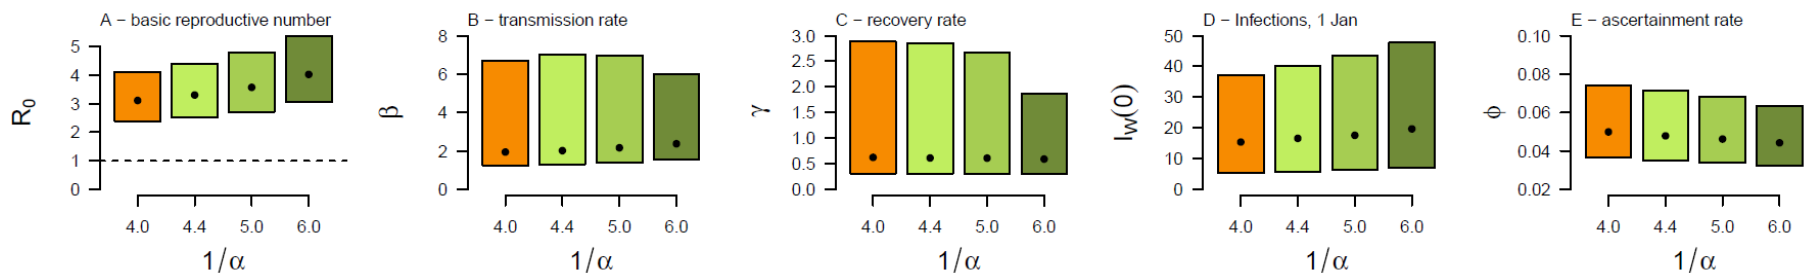 A − basic reproductive number
R0
5
4
3
2
1
0
4.0 4.4 5.0 6.0
1/α
B − transmission rate
β
8
6
4
2
0
4.0 4.4 5.0 6.0
1/α
C − recovery rate
γ
3.0
2.5
2.0
1.5
1.0
0.5
0.0
4.0 4.4 5.0 6.0
1/α
D − Infections, 1 Jan
IW(0)
50
40
30
20
10
0
4.0 4.4 5.0 6.0
1/α
E − ascertainment rate
ϕ
0.10
0.08
0.06
0.04
0.02
4.0 4.4 5.0 6.0
1/α